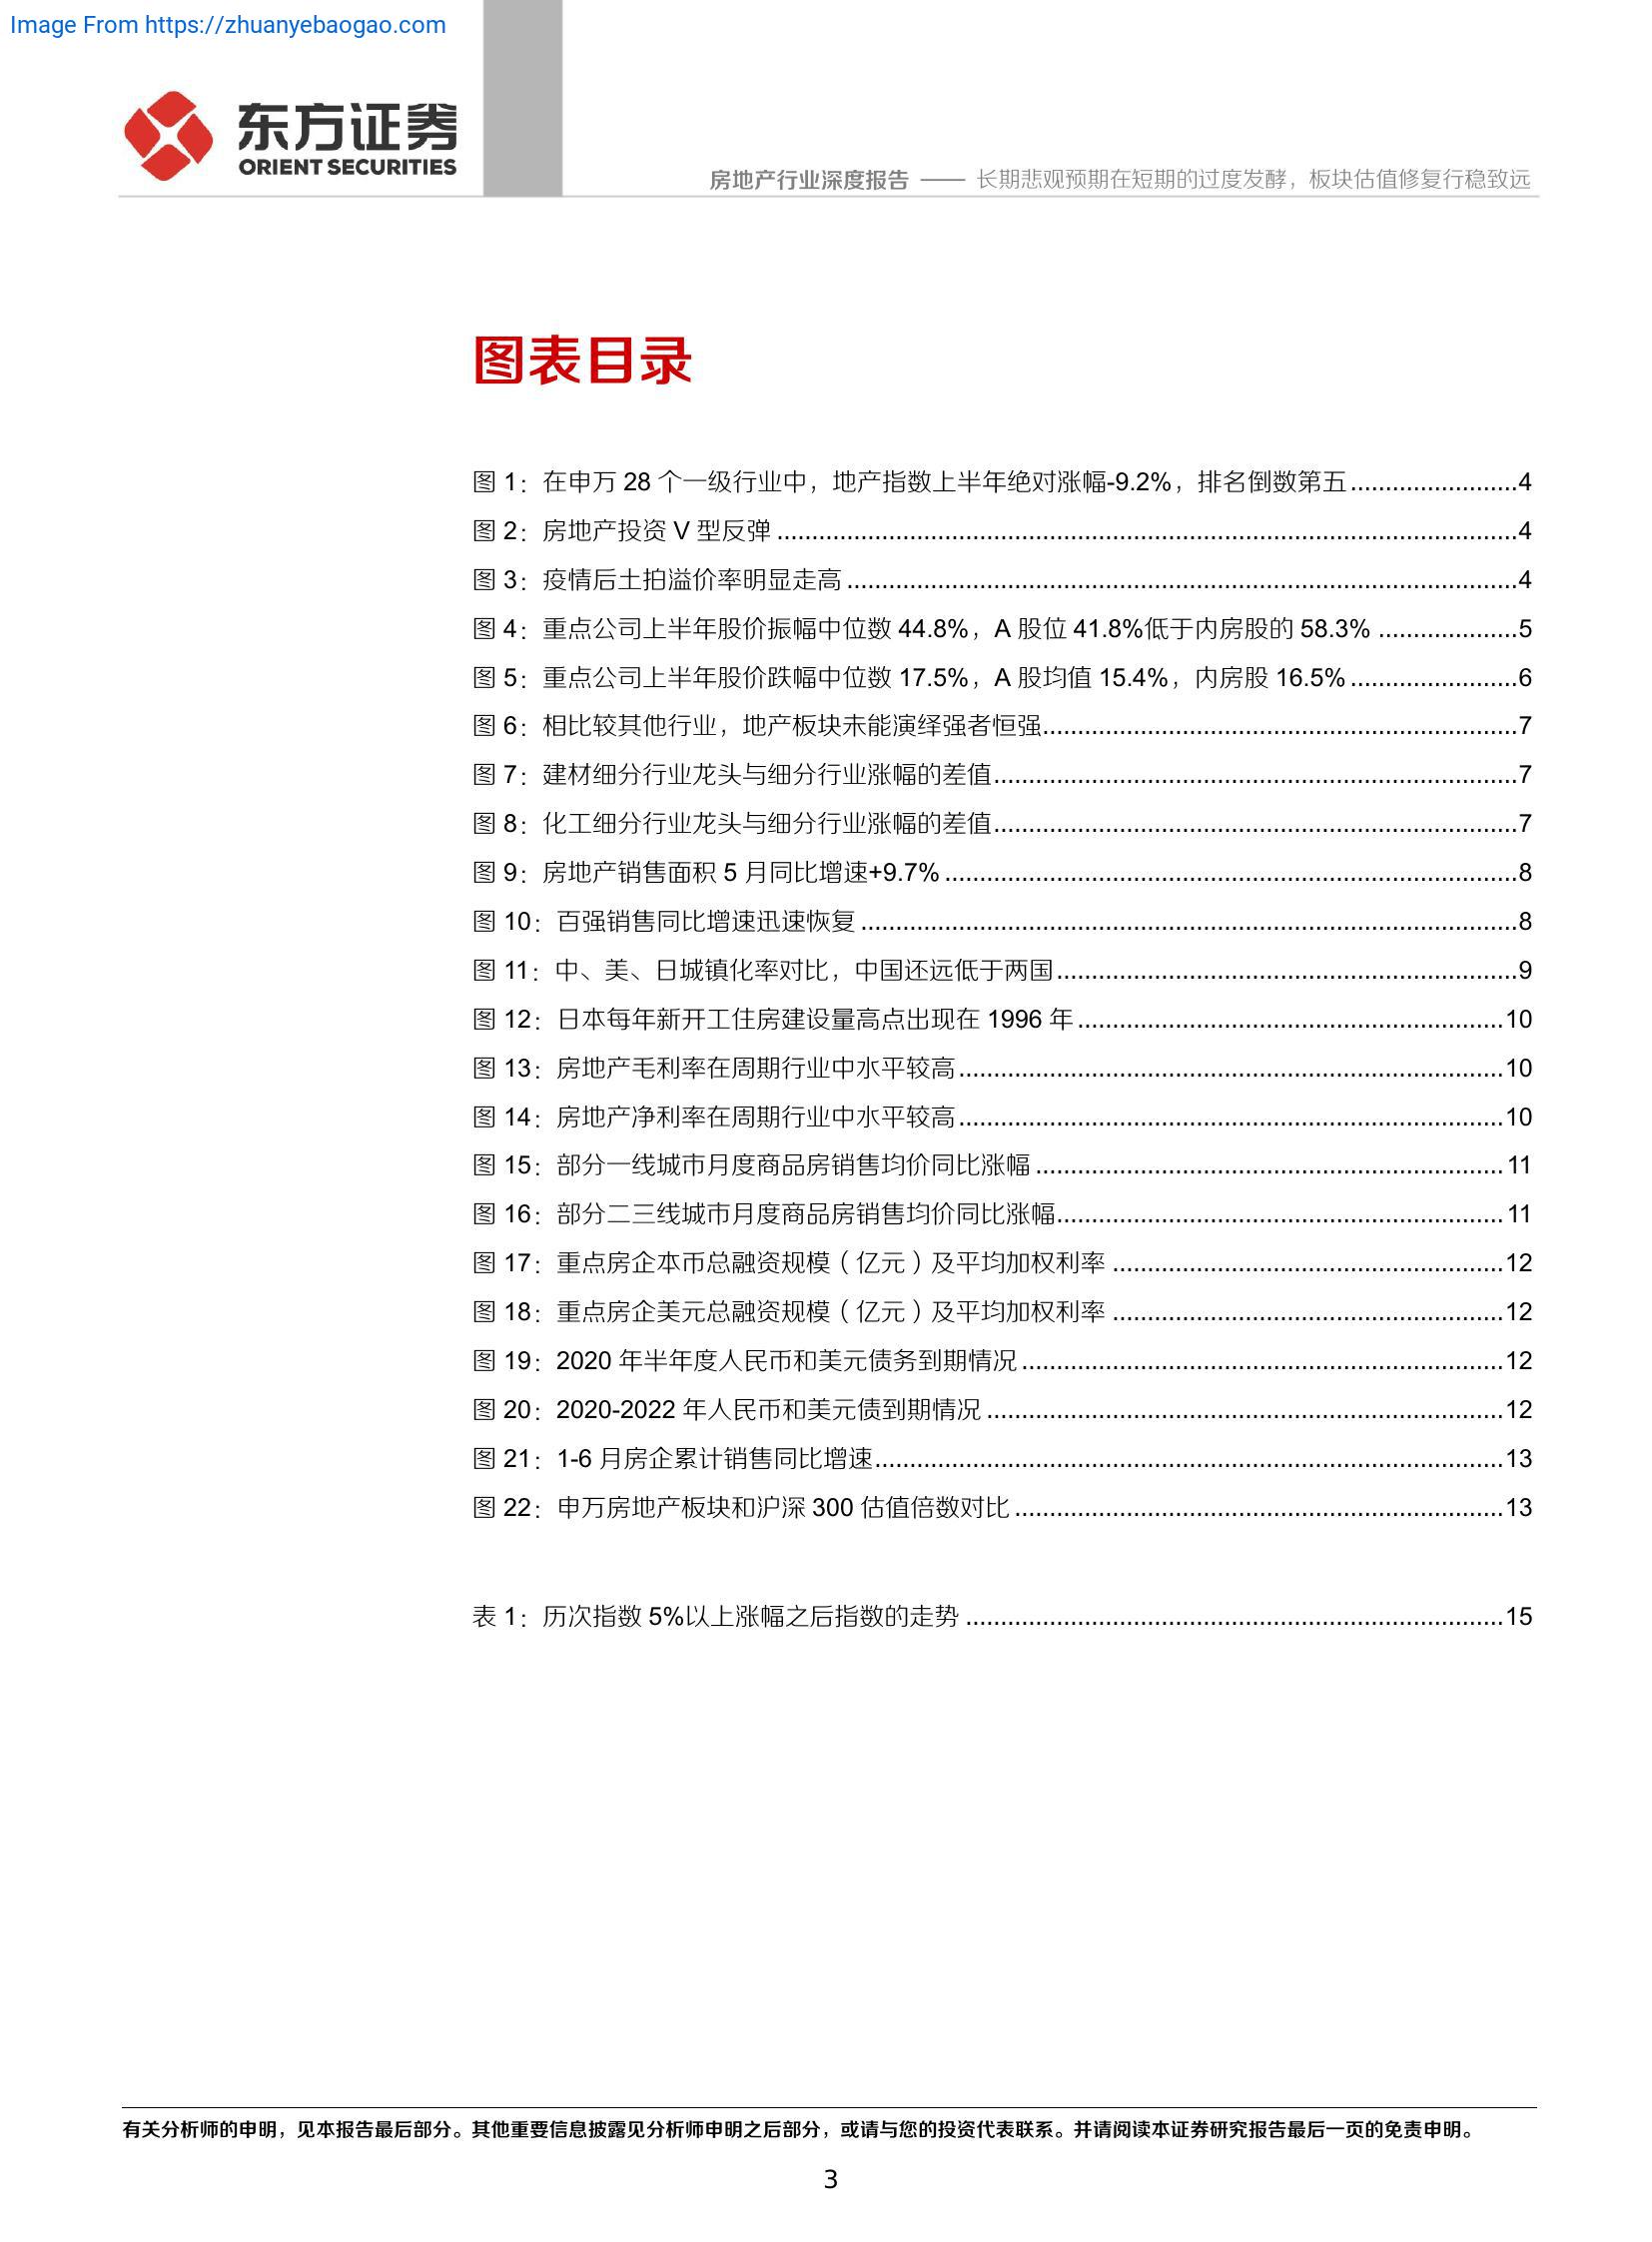 Image From https://zhuanyebaogao.com
东方证券
ORIENT SECURITIES
房地产行业深度报告 —— 长期悲观预期在短期的过度发酵，板块估值修复行稳致远
图表目录
图 1：在申万 28 个一级行业中，地产指数上半年绝对涨幅-9.2%，排名倒数第五........................4
图 2：房地产投资 V 型反弹 ..........................................................................................................4
图 3：疫情后土拍溢价率明显走高 ................................................................................................4
图 4：重点公司上半年股价振幅中位数 44.8%，A 股位 41.8%低于内房股的 58.3% ....................5
图 5：重点公司上半年股价跌幅中位数 17.5%，A 股均值 15.4%，内房股 16.5%........................6
图 6：相比较其他行业，地产板块未能演绎强者恒强....................................................................7
图 7：建材细分行业龙头与细分行业涨幅的差值...........................................................................7
图 8：化工细分行业龙头与细分行业涨幅的差值...........................................................................7
图 9：房地产销售面积 5 月同比增速+9.7% ..................................................................................8
图 10：百强销售同比增速迅速恢复 ..............................................................................................8
图 11：中、美、日城镇化率对比，中国还远低于两国..................................................................9
图 12：日本每年新开工住房建设量高点出现在 1996 年.............................................................10
图 13：房地产毛利率在周期行业中水平较高..............................................................................10
图 14：房地产净利率在周期行业中水平较高..............................................................................10
图 15：部分一线城市月度商品房销售均价同比涨幅 ...................................................................11
图 16：部分二三线城市月度商品房销售均价同比涨幅................................................................11
图 17：重点房企本币总融资规模（亿元）及平均加权利率 ........................................................12
图 18：重点房企美元总融资规模（亿元）及平均加权利率 ........................................................12
图 19：2020 年半年度人民币和美元债务到期情况 .....................................................................12
图 20：2020-2022 年人民币和美元债到期情况 ..........................................................................12
图 21：1-6 月房企累计销售同比增速..........................................................................................13
图 22：申万房地产板块和沪深 300 估值倍数对比 ......................................................................13
表 1：历次指数 5%以上涨幅之后指数的走势 .............................................................................15
有关分析师的申明，见本报告最后部分。其他重要信息披露见分析师申明之后部分，或请与您的投资代表联系。并请阅读本证券研究报告最后一页的免责申明。
3